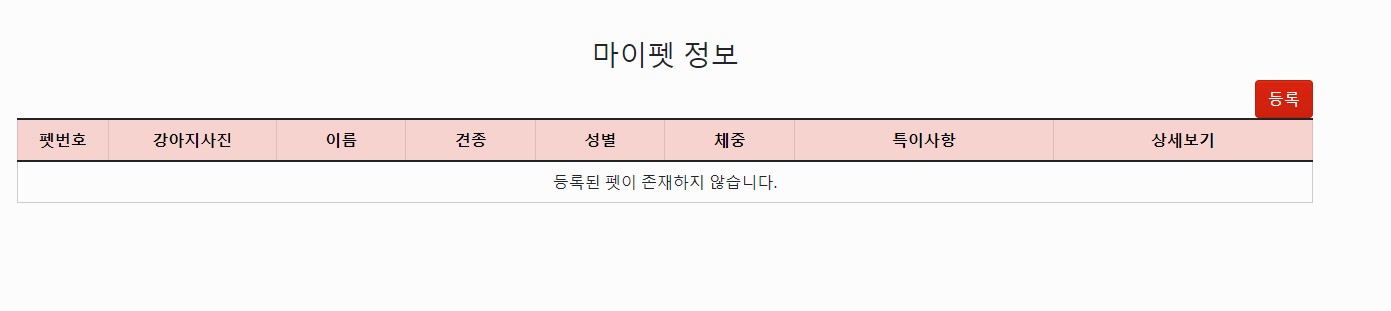 마이펫 정보
등록
펫번호 강아지사진 이름 견종 성별 체중 특이사항 상세보기
등록된 펫이 존재하지 않습니다.